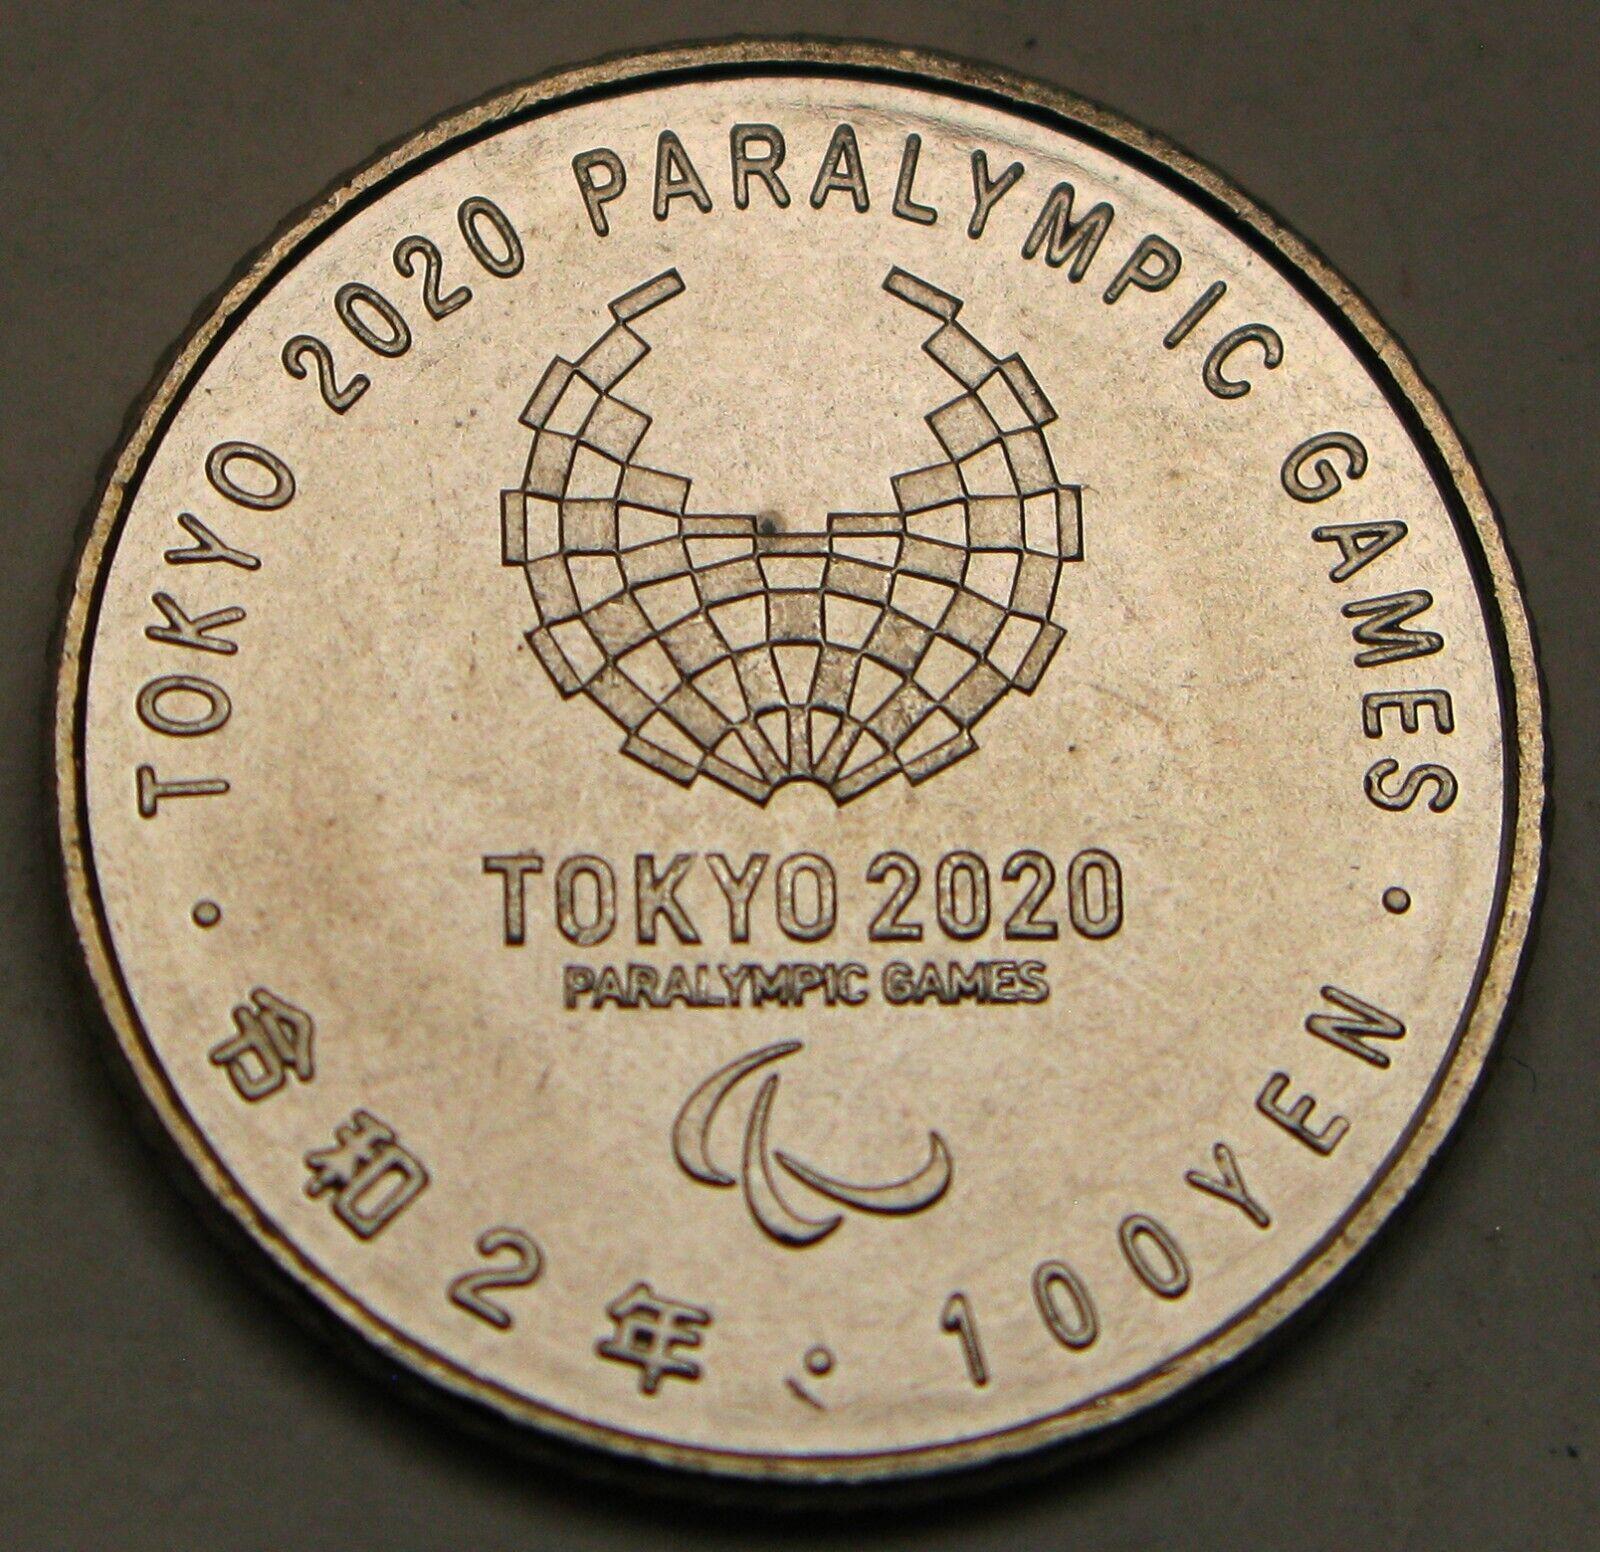 TOKYO 2020 PARALYMPIC GAMES
TOKYO 2020
PARALYMPIC GAMES
令和2年・100YEN